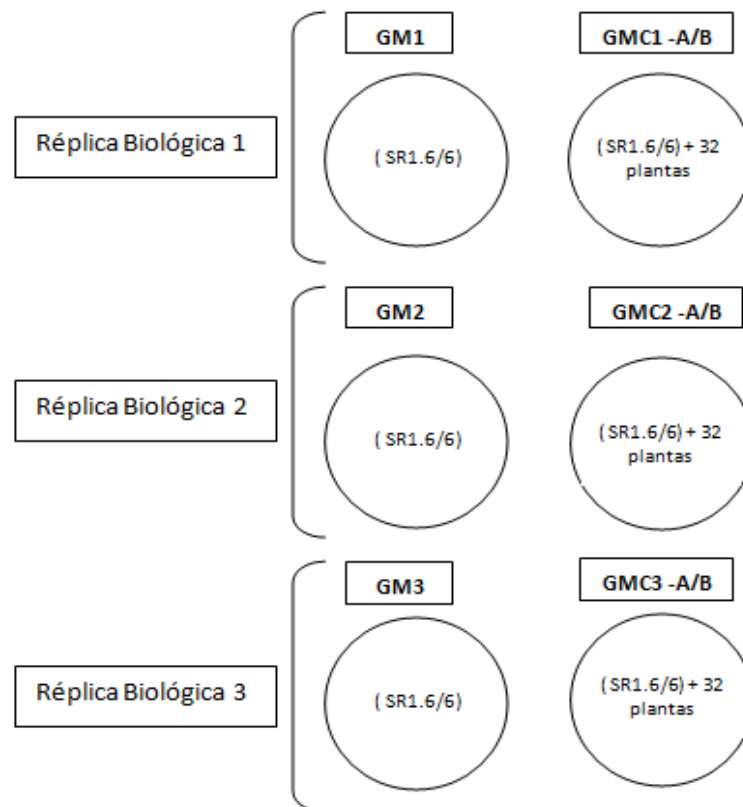 GM1
GMC1 -A/B
Réplica Biológica 1
( SR1.6/6)
(SR1.6/6) + 32
plantas
GM2
GMC2 -A/B
Réplica Biológica 2
( SR1.6/6)
(SR1.6/6) + 32
plantas
GM3
GMC3 -A/B
Réplica Biológica 3
( SR1.6/6)
(SR1.6/6) + 32
plantas